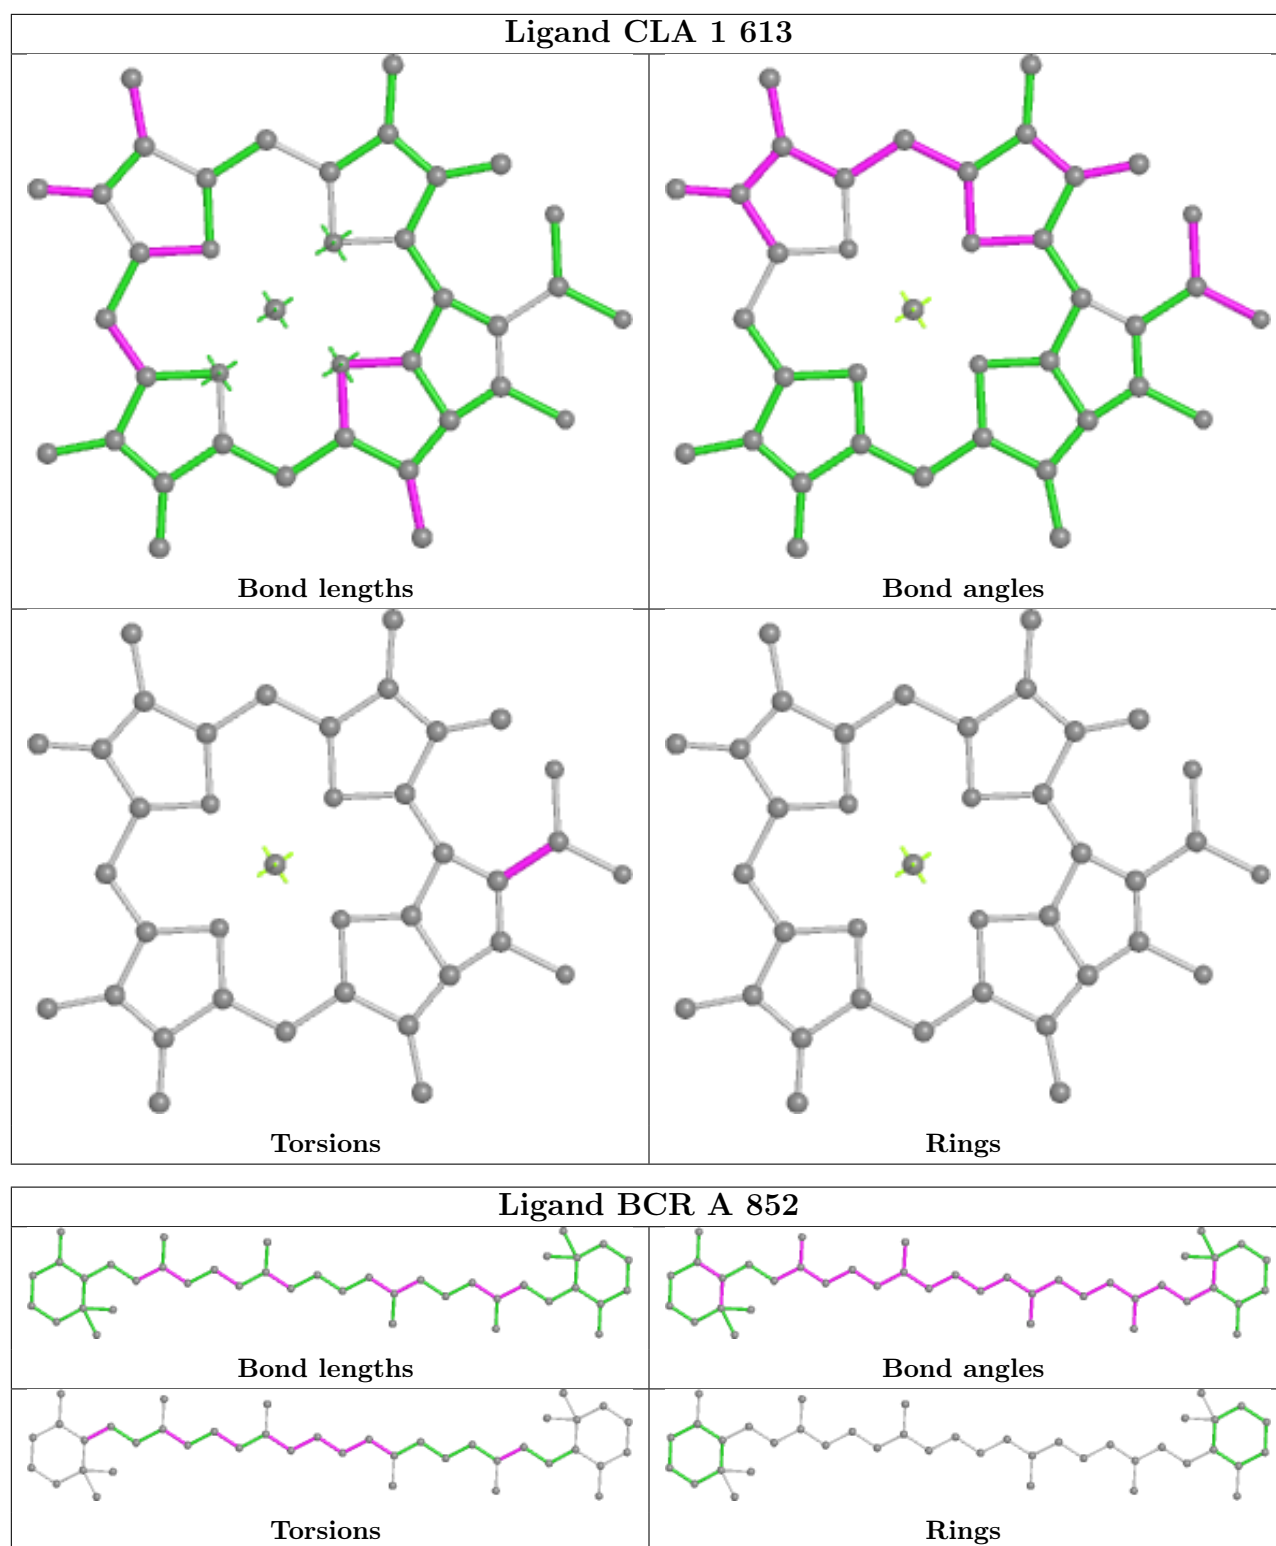 Ligand CLA 1 613
Bond lengths
Bond angles
Torsions
Rings
Ligand BCR A 852
Bond lengths
Bond angles
Torsions
Rings